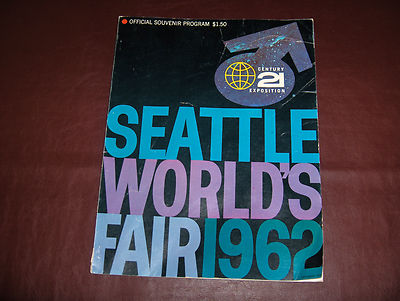 OFFICIAL SOUVENIR PROGRAM $1.50
CENTURY
21
EXPOSITION
SEATTLE
WORLD'S
FAIR 1962